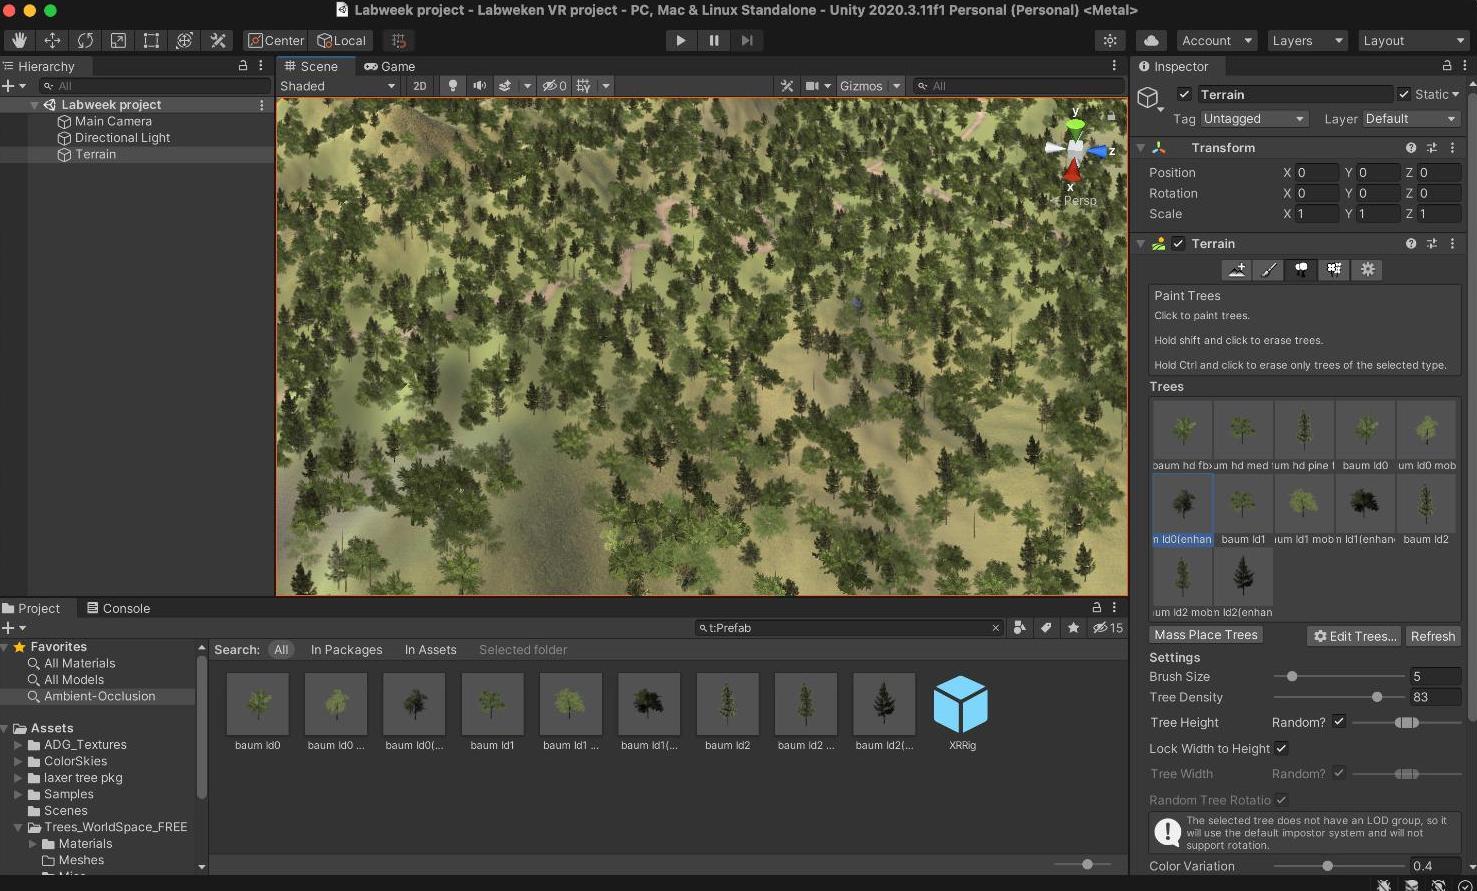 Labweek project - Labweken VR project - PC, Mac & Linux Standalone - Unity 2020.3.11f1 Personal (Personal) <Metal>
Center Local Account Layers Layout
Hierarchy
All
Labweek project
Main Camera
Directional Light
Terrain
Scene Game
Shaded 2D 0 Gizmos All
y
z
x
Persp
Inspector
Terrain Static
Tag Untagged Layer Default
Transform
Position X 0 Y 0 Z 0
Rotation X 0 Y 0 Z 0
Scale X 1 Y 1 Z 1
Terrain
Paint Trees
Click to paint trees.
Hold shift and click to erase trees.
Hold Ctrl and click to erase only trees of the selected type.
Trees
baum hd fbx um hd med um hd pine f baum ld0 um ld0 mob
m ld0(enhan baum ld1 um ld1 mob m ld1(enhan baum ld2
um ld2 mob m ld2(enhan
Mass Place Trees Edit Trees... Refresh
Settings
Brush Size 5
Tree Density 83
Tree Height Random?
Lock Width to Height
Tree Width Random?
Random Tree Rotatio
The selected tree does not have an LOD group, so it
will use the default impostor system and will not
support rotation.
Color Variation 0.4
Project Console
t:Prefab 15
Favorites
All Materials
All Models
Ambient-Occlusion
Assets
ADG_Textures
ColorSkies
laxer tree pkg
Samples
Scenes
Trees_WorldSpace_FREE
Materials
Meshes
Search: All In Packages In Assets Selected folder
baum ld0 baum ld0 ... baum ld0(... baum ld1 baum ld1 ... baum ld1(... baum ld2 baum ld2 ... baum ld2(... XRRig